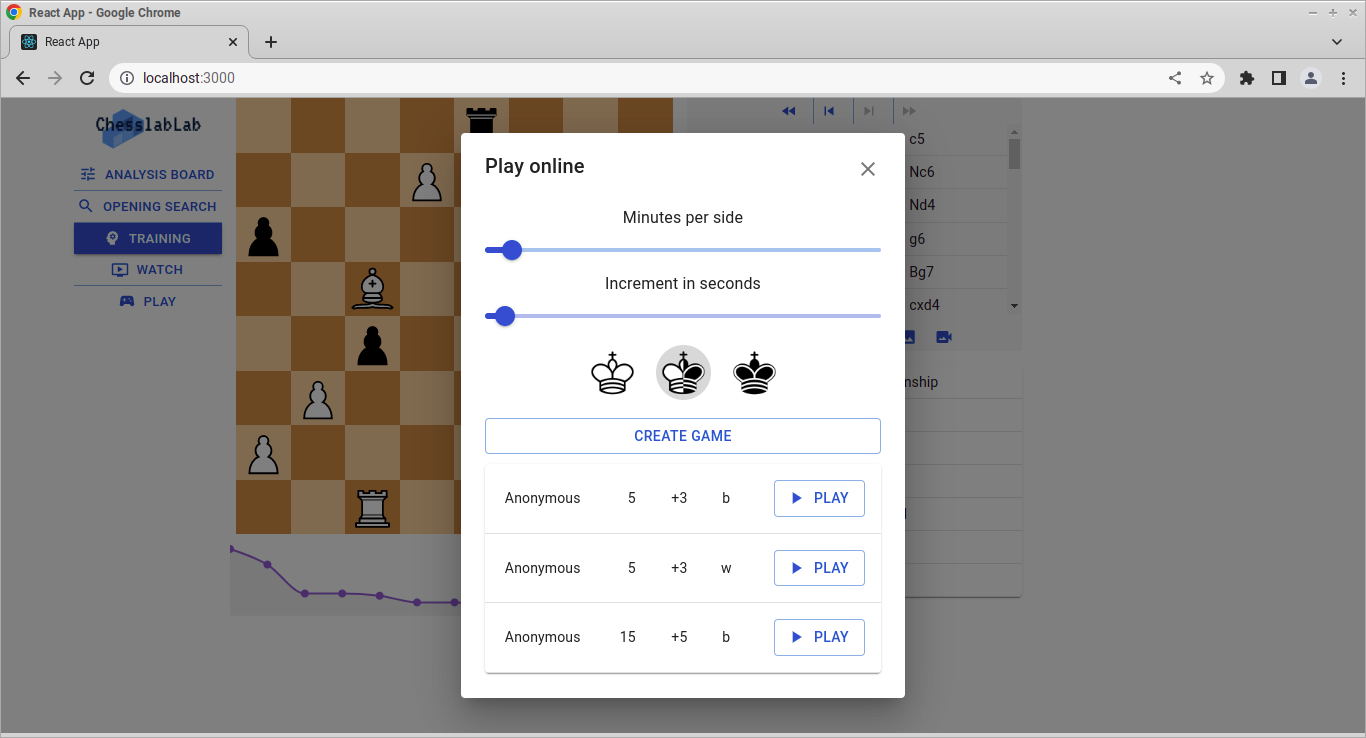 React App - Google Chrome
React App
localhost:3000
ChesslabLab
ANALYSIS BOARD
OPENING SEARCH
TRAINING
WATCH
PLAY
Play online
Minutes per side
Increment in seconds
CREATE GAME
Anonymous 5 +3 b PLAY
Anonymous 5 +3 w PLAY
Anonymous 15 +5 b PLAY
c5
Nc6
Nd4
g6
Bg7
cxd4
nship